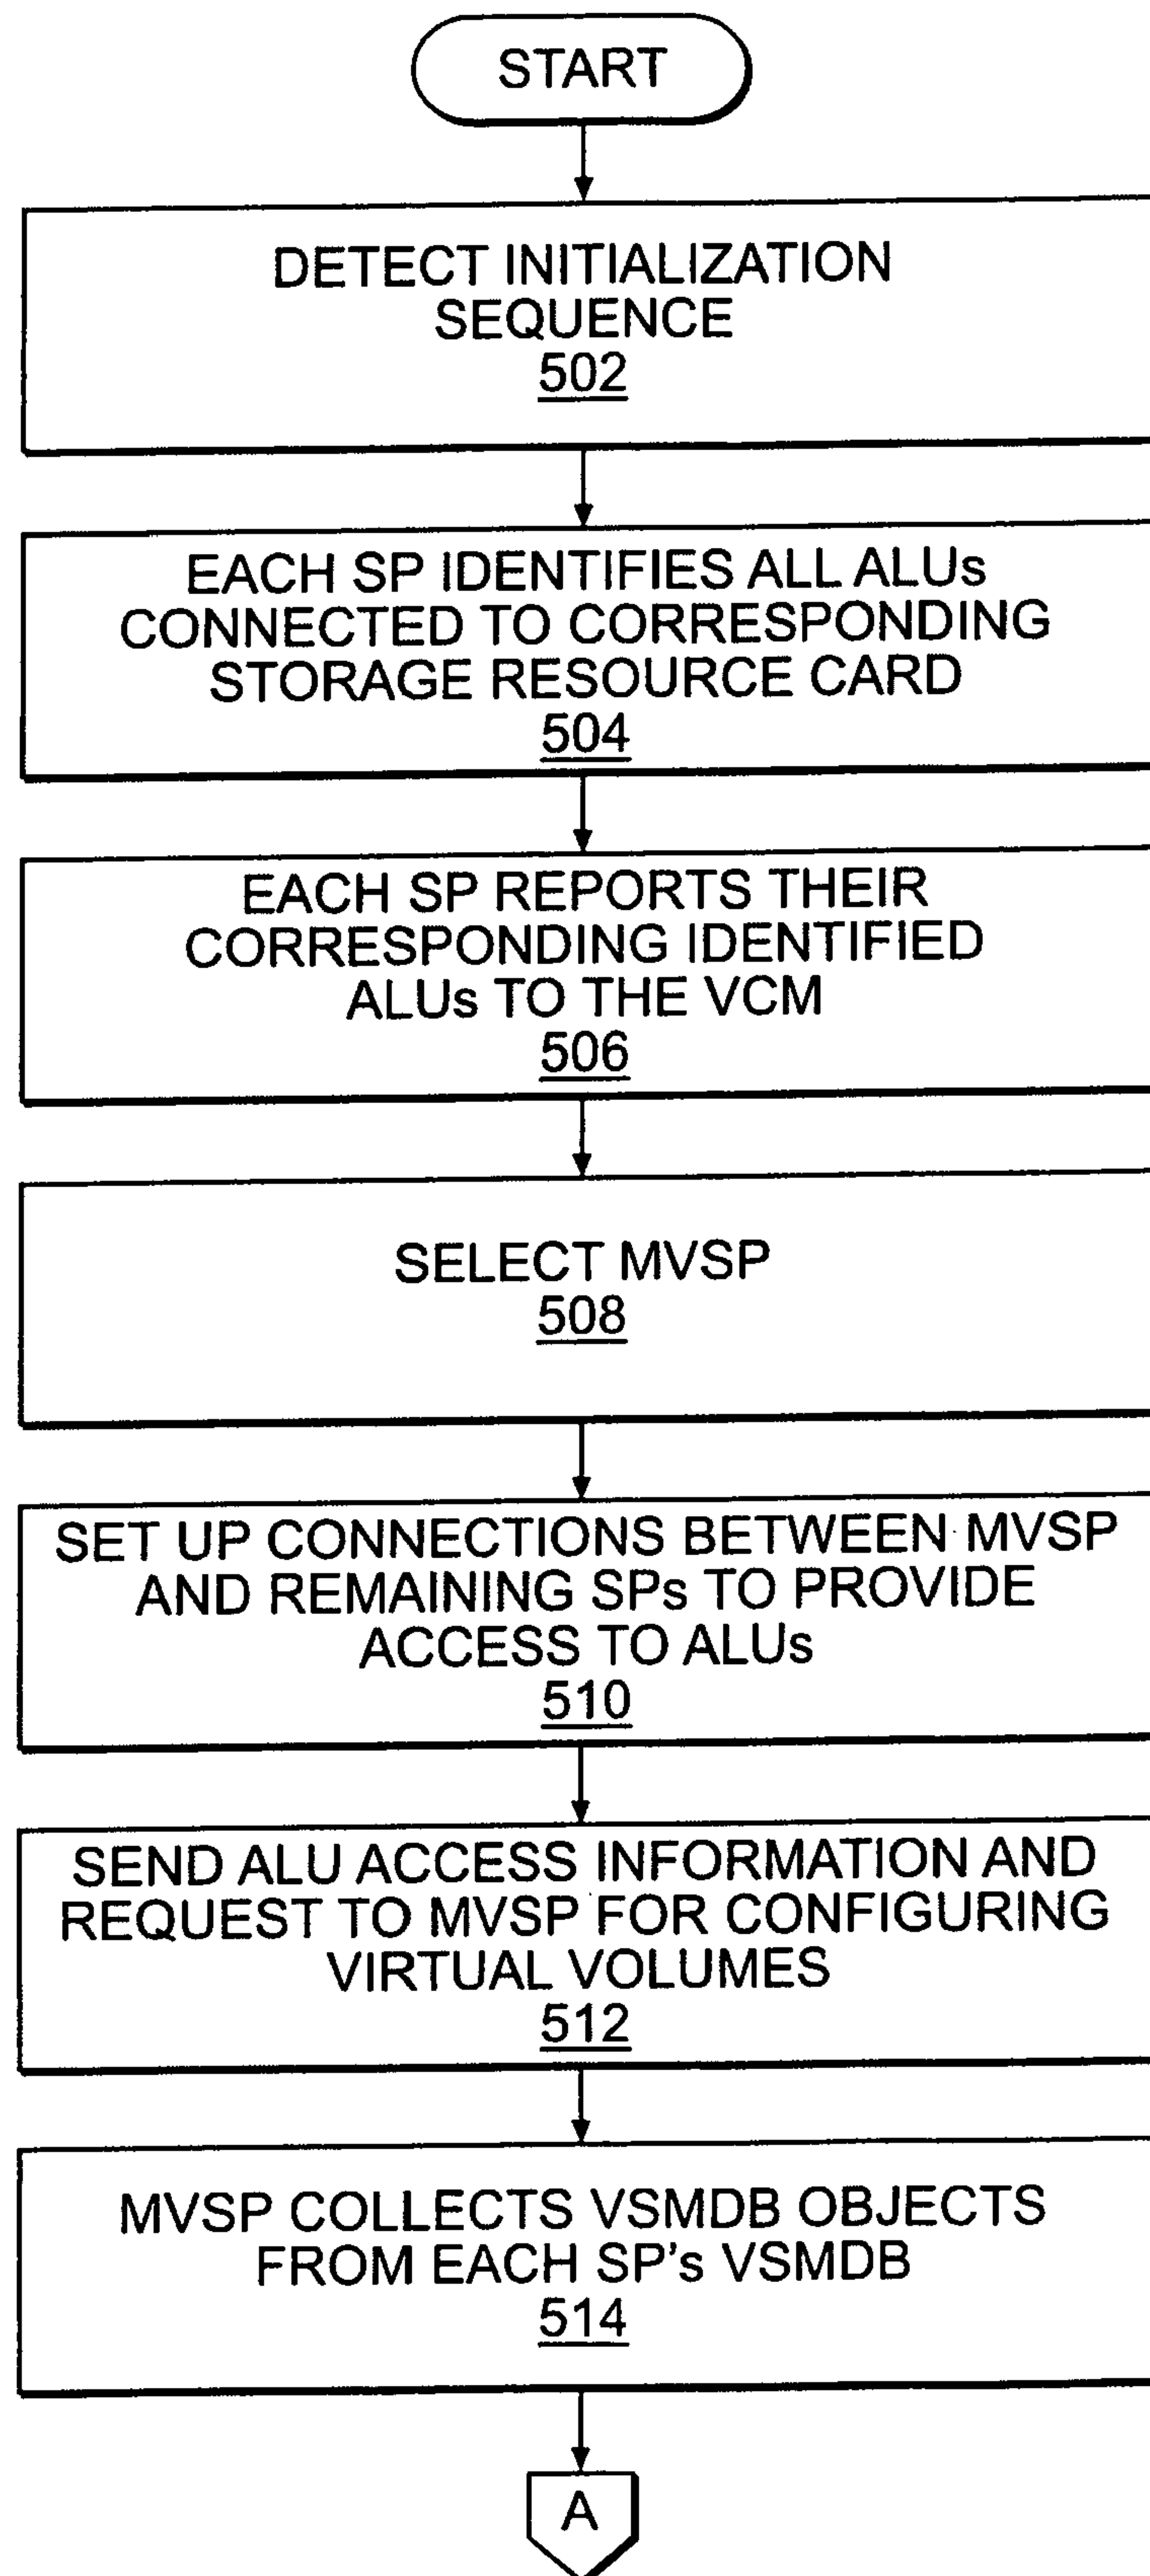 START
DETECT INITIALIZATION
SEQUENCE
502
EACH SP IDENTIFIES ALL ALUs
CONNECTED TO CORRESPONDING
STORAGE RESOURCE CARD
504
EACH SP REPORTS THEIR
CORRESPONDING IDENTIFIED
ALUs TO THE VCM
506
SELECT MVSP
508
SET UP CONNECTIONS BETWEEN MVSP
AND REMAINING SPs TO PROVIDE
ACCESS TO ALUs
510
SEND ALU ACCESS INFORMATION AND
REQUEST TO MVSP FOR CONFIGURING
VIRTUAL VOLUMES
512
MVSP COLLECTS VSMDB OBJECTS
FROM EACH SP's VSMDB
514
A